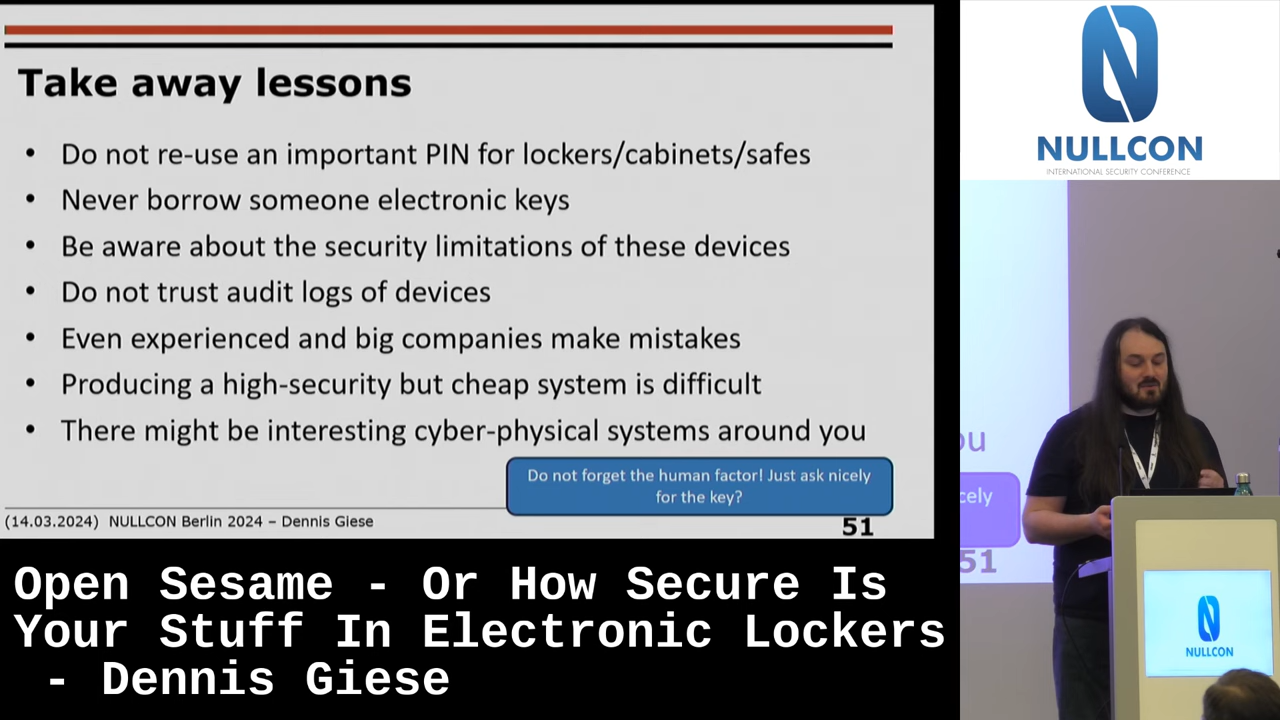 Take away lessons
• Do not re-use an important PIN for lockers/cabinets/safes
• Never borrow someone electronic keys
• Be aware about the security limitations of these devices
• Do not trust audit logs of devices
• Even experienced and big companies make mistakes
• Producing a high-security but cheap system is difficult
• There might be interesting cyber-physical systems around you
Do not forget the human factor! Just ask nicely
for the key?
(14.03.2024) NULLCON Berlin 2024 – Dennis Giese
51
Open Sesame - Or How Secure Is
Your Stuff In Electronic Lockers
- Dennis Giese
NULLCON
INTERNATIONAL SECURITY CONFERENCE
ou
cely
51
NULLCON